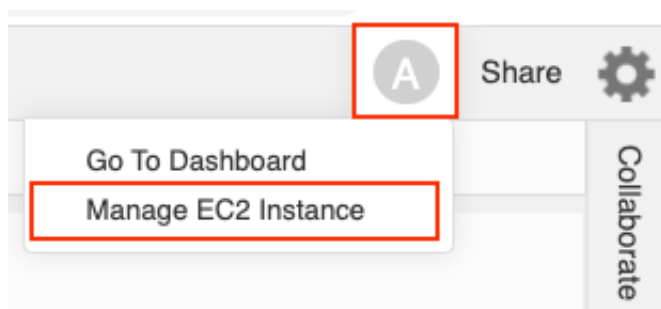 A
Share
Go To Dashboard
Manage EC2 Instance
Collaborate